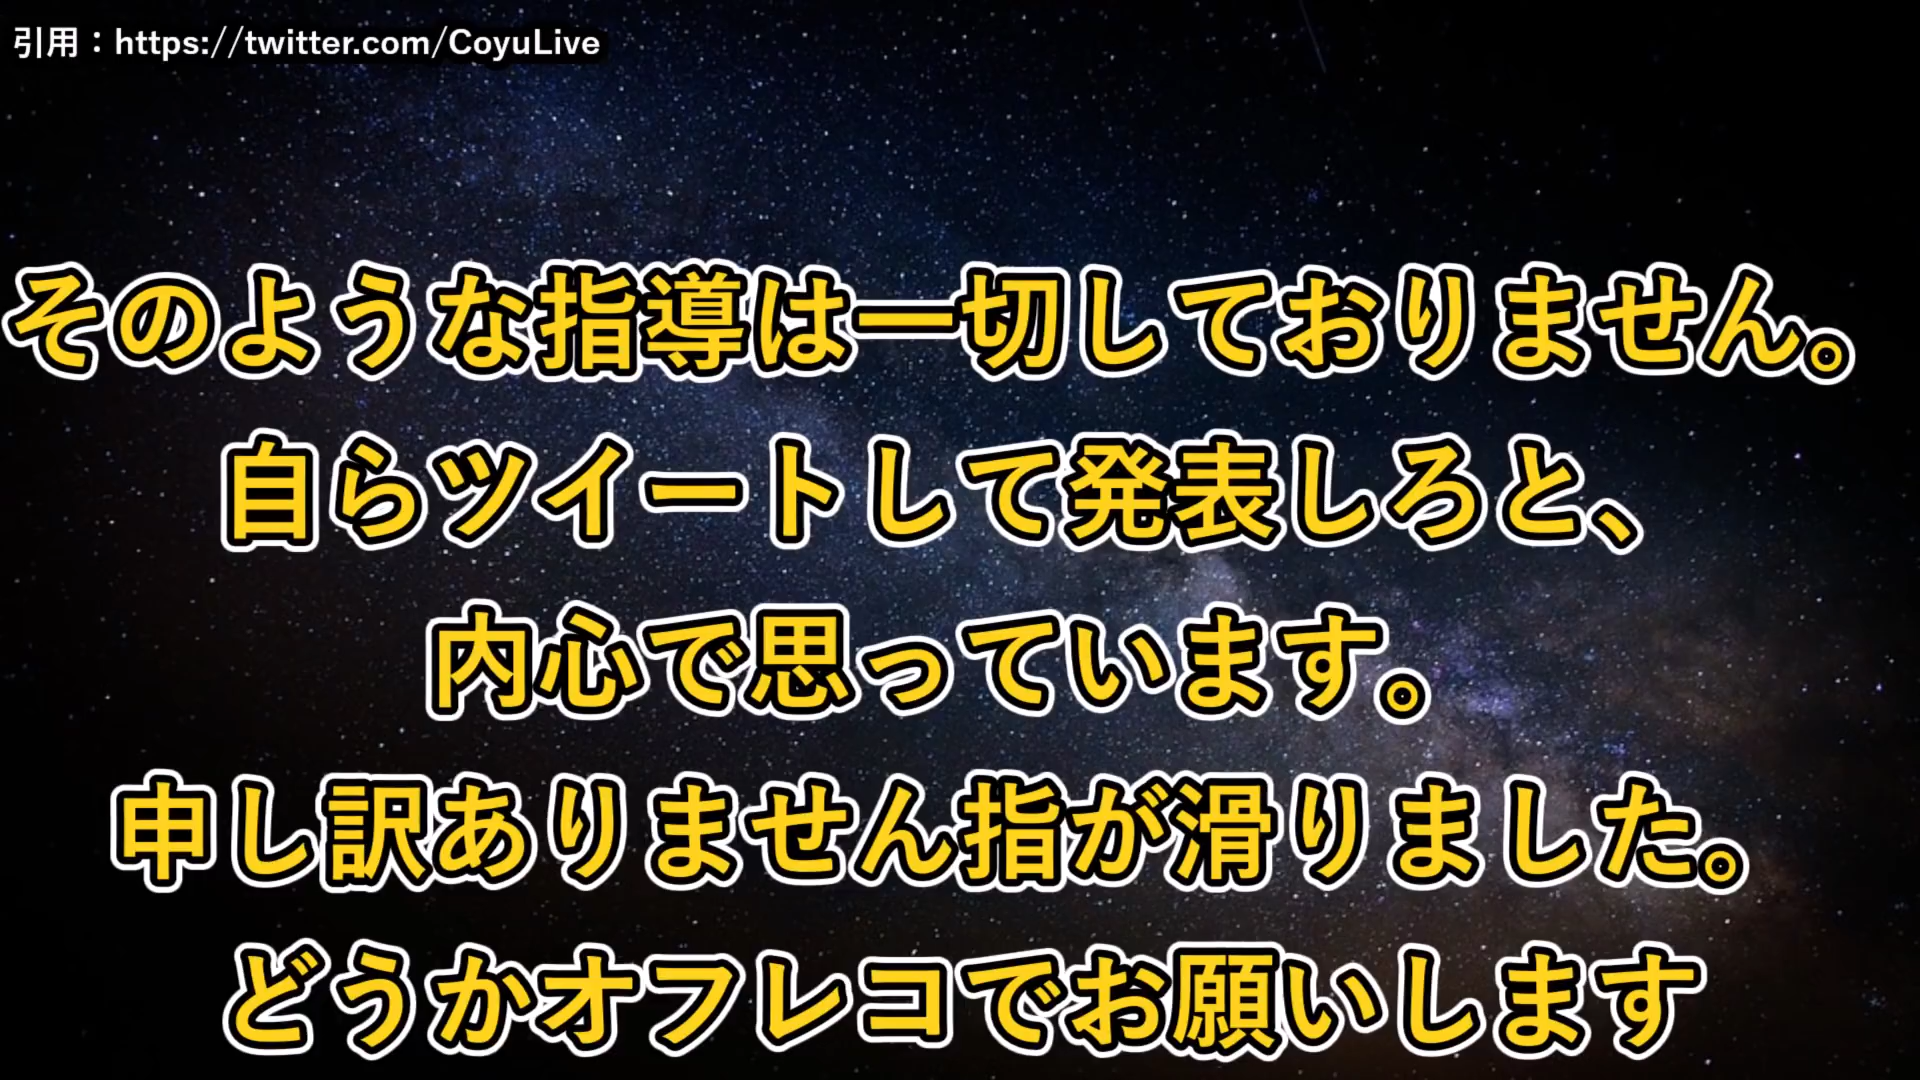 引用：https://twitter.com/CoyuLive
そのような指導は一切しておりません。
自らツイートして発表しろと、
内心で思っています。
申し訳ありません指が滑りました。
どうかオフレコでお願いします